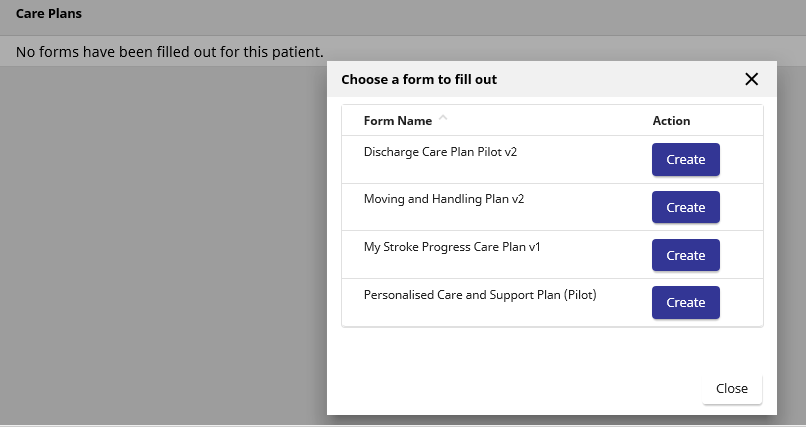 Care Plans
No forms have been filled out for this patient.
Choose a form to fill out
Form Name Action
Discharge Care Plan Pilot v2 Create
Moving and Handling Plan v2 Create
My Stroke Progress Care Plan v1 Create
Personalised Care and Support Plan (Pilot) Create
Close